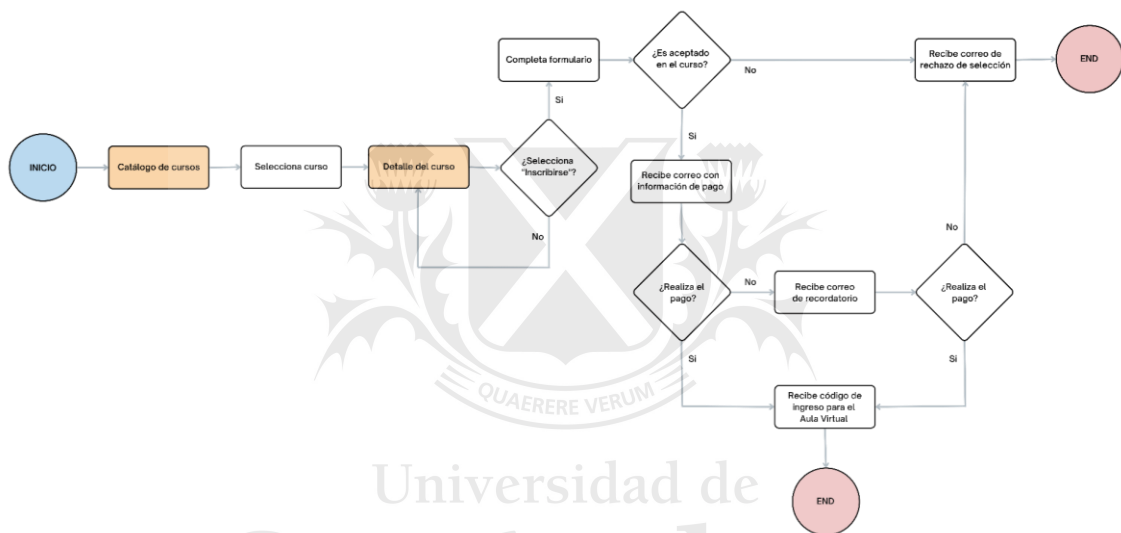 Completa formulario
¿Es aceptado
en el curso?
No
Recibe correo de
rechazo de selección
END
Si
Si
INICIO
Catálogo de cursos
Selecciona curso
Detalle del curso
¿Selecciona
"Inscribirse"?
No
Recibe correo con
información de pago
No
¿Realiza el
pago?
No
Recibe correo
de recordatorio
¿Realiza el
pago?
Si
Si
Recibe código de
ingreso para el
Aula Virtual
QUAERERE VERUM
Universidad de
END